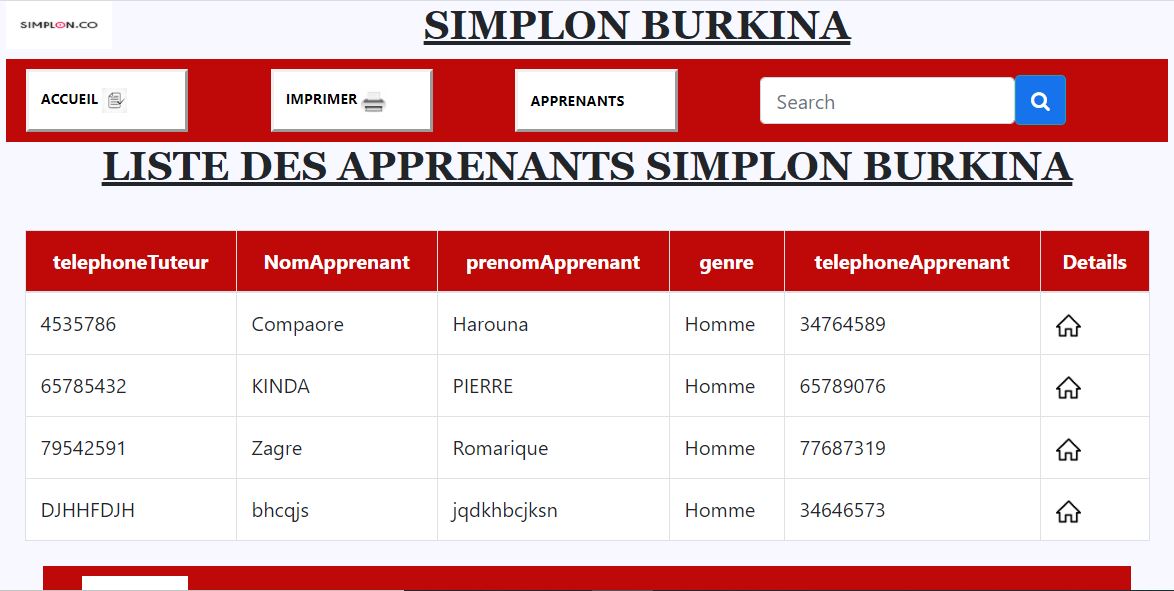 SIMPLON.CO
SIMPLON BURKINA
ACCUEIL IMPRIMER APPRENANTS Search
LISTE DES APPRENANTS SIMPLON BURKINA
telephoneTuteur NomApprenant prenomApprenant genre telephoneApprenant Details
4535786 Compaore Harouna Homme 34764589
65785432 KINDA PIERRE Homme 65789076
79542591 Zagre Romarique Homme 77687319
DJHHFDJH bhcqjs jqdkhbcjksn Homme 34646573